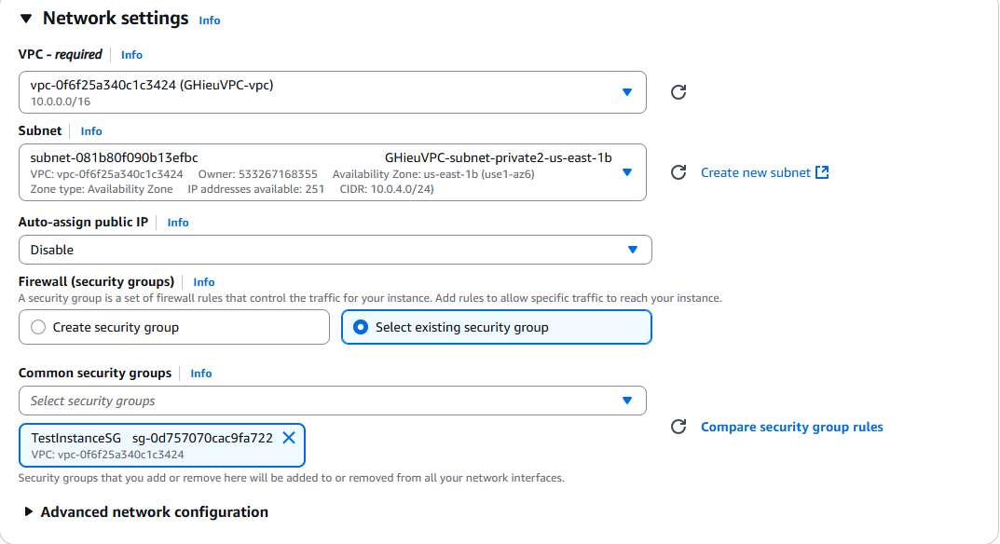 Network settings Info
VPC - required Info
vpc-0f6f25a340c1c3424 (GHieuVPC-vpc)
10.0.0.0/16
Subnet Info
subnet-081b80f090b13efbc GHieuVPC-subnet-private2-us-east-1b
VPC: vpc-0f6f25a340c1c3424 Owner: 533267168355 Availability Zone: us-east-1b (use1-az6)
Zone type: Availability Zone IP addresses available: 251 CIDR: 10.0.4.0/24)
Create new subnet
Auto-assign public IP Info
Disable
Firewall (security groups) Info
A security group is a set of firewall rules that control the traffic for your instance. Add rules to allow specific traffic to reach your instance.
Create security group Select existing security group
Common security groups Info
Select security groups
TestInstanceSG sg-0d757070cac9fa722
VPC: vpc-0f6f25a340c1c3424
Compare security group rules
Security groups that you add or remove here will be added to or removed from all your network interfaces.
Advanced network configuration